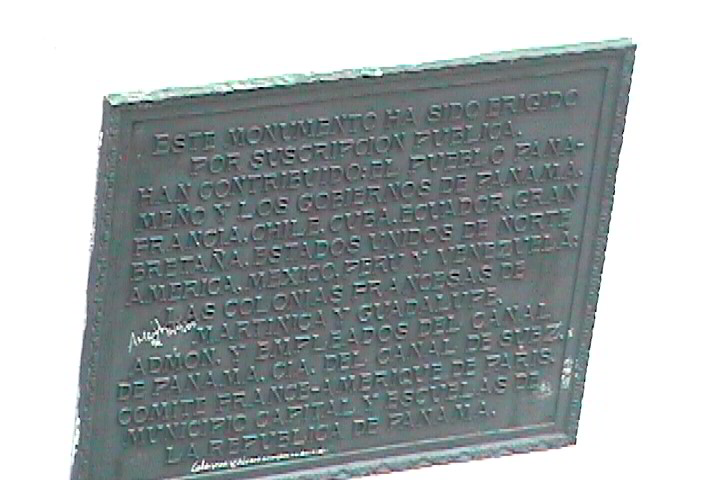 ESTE MONUMENTO HA SIDO ERIGIDO
POR SUSCRIPCION PUBLICA.
HAN CONTRIBUIDO: EL PUEBLO PANA-
MEÑO Y LOS GOBIERNOS DE PANAMA,
FRANCIA, CHILE, CUBA, ECUADOR, GRAN
BRETAÑA, ESTADOS UNIDOS DE NORTE
AMERICA, MEXICO, PERU Y VENEZUELA.
LAS COLONIAS FRANCESAS DE
MARTINICA Y GUADALUPE,
ADMON. Y EMPLEADOS DEL CANAL
DE PANAMA, CIA. DEL CANAL DE SUEZ,
COMITE FRANCE-AMERIQUE DE PARIS,
MUNICIPIO CAPITAL Y ESCUELAS DE
LA REPUBLICA DE PANAMA.